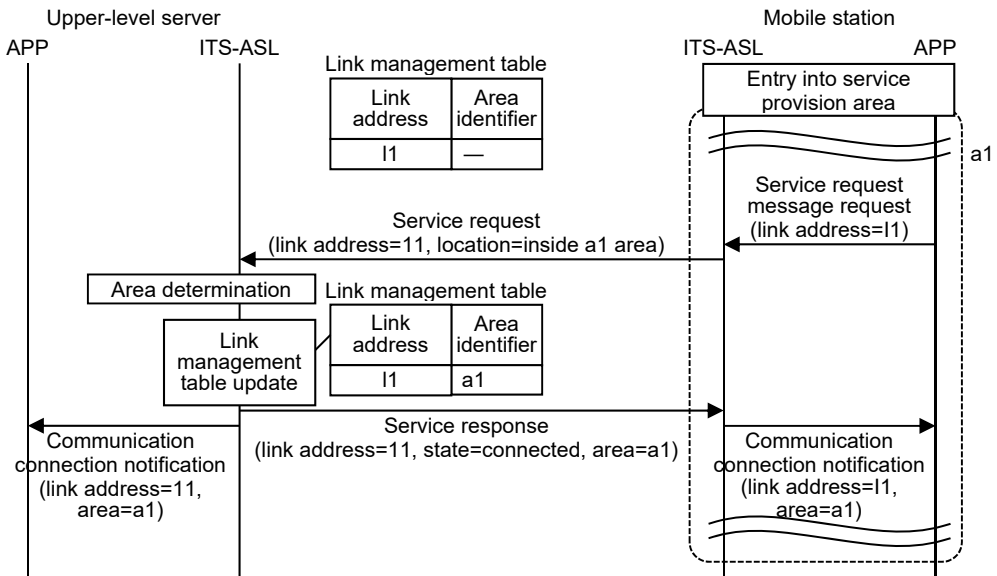 Upper-level server
Mobile station
APP
ITS-ASL
ITS-ASL
APP
Link management table
Link
address
Area
identifier
l1
—
Entry into service
provision area
a1
Service request
message request
(link address=l1)
Service request
(link address=11, location=inside a1 area)
Area determination
Link management table
Link
address
Area
identifier
l1
a1
Link
management
table update
Service response
(link address=11, state=connected, area=a1)
Communication
connection notification
(link address=11,
area=a1)
Communication
connection notification
(link address=l1,
area=a1)